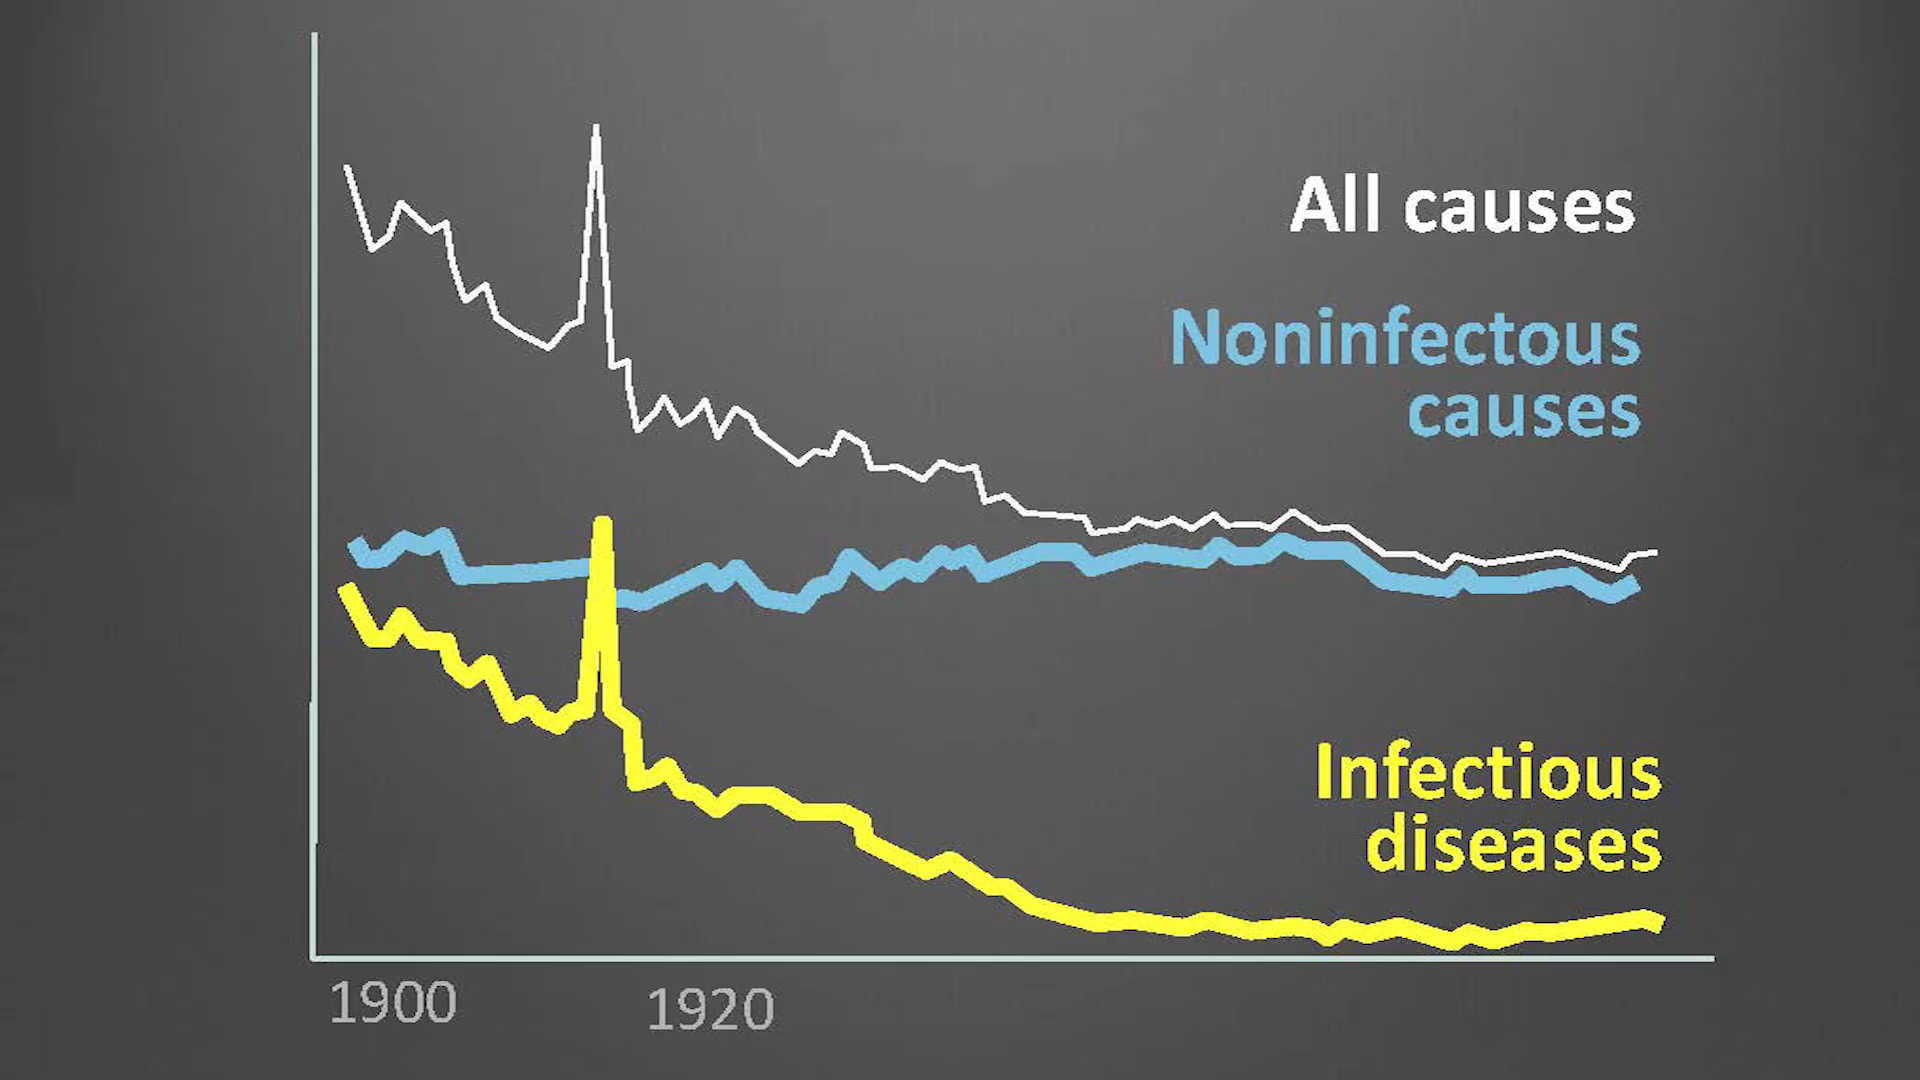 All causes
Noninfectous
causes
Infectious
diseases
1900
1920